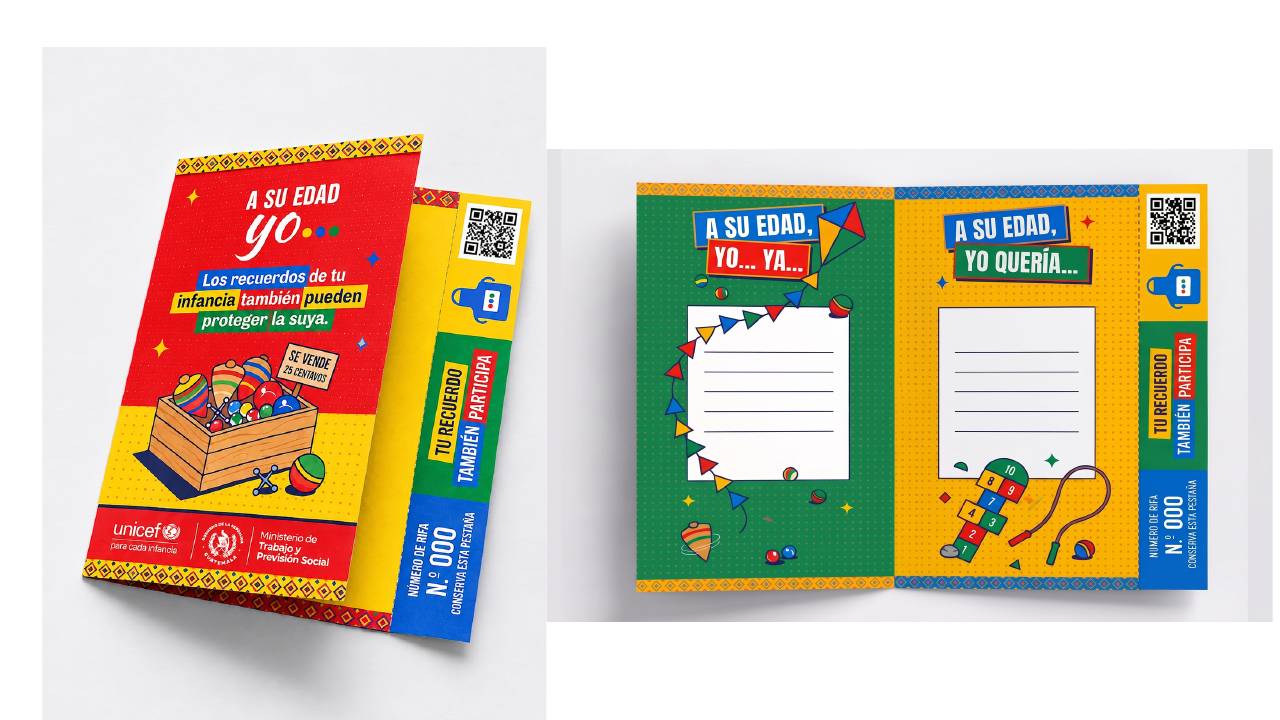 A SU EDAD
yo...
Los recuerdos de tu
infancia también pueden
proteger la suya.
SE VENDE
25 CENTAVOS
unicef
para cada infancia
GUATEMALA
Ministerio de
Trabajo y
Previsión Social
TU RECUERDO
TAMBIÉN PARTICIPA
NÚMERO DE RIFA
N.º 000
CONSERVA ESTA PESTAÑA
A SU EDAD,
YO... YA...
A SU EDAD,
YO QUERÍA...
10
8 9
7
4 3
2
1
TU RECUERDO
TAMBIÉN PARTICIPA
NÚMERO DE RIFA
N.º 000
CONSERVA ESTA PESTAÑA